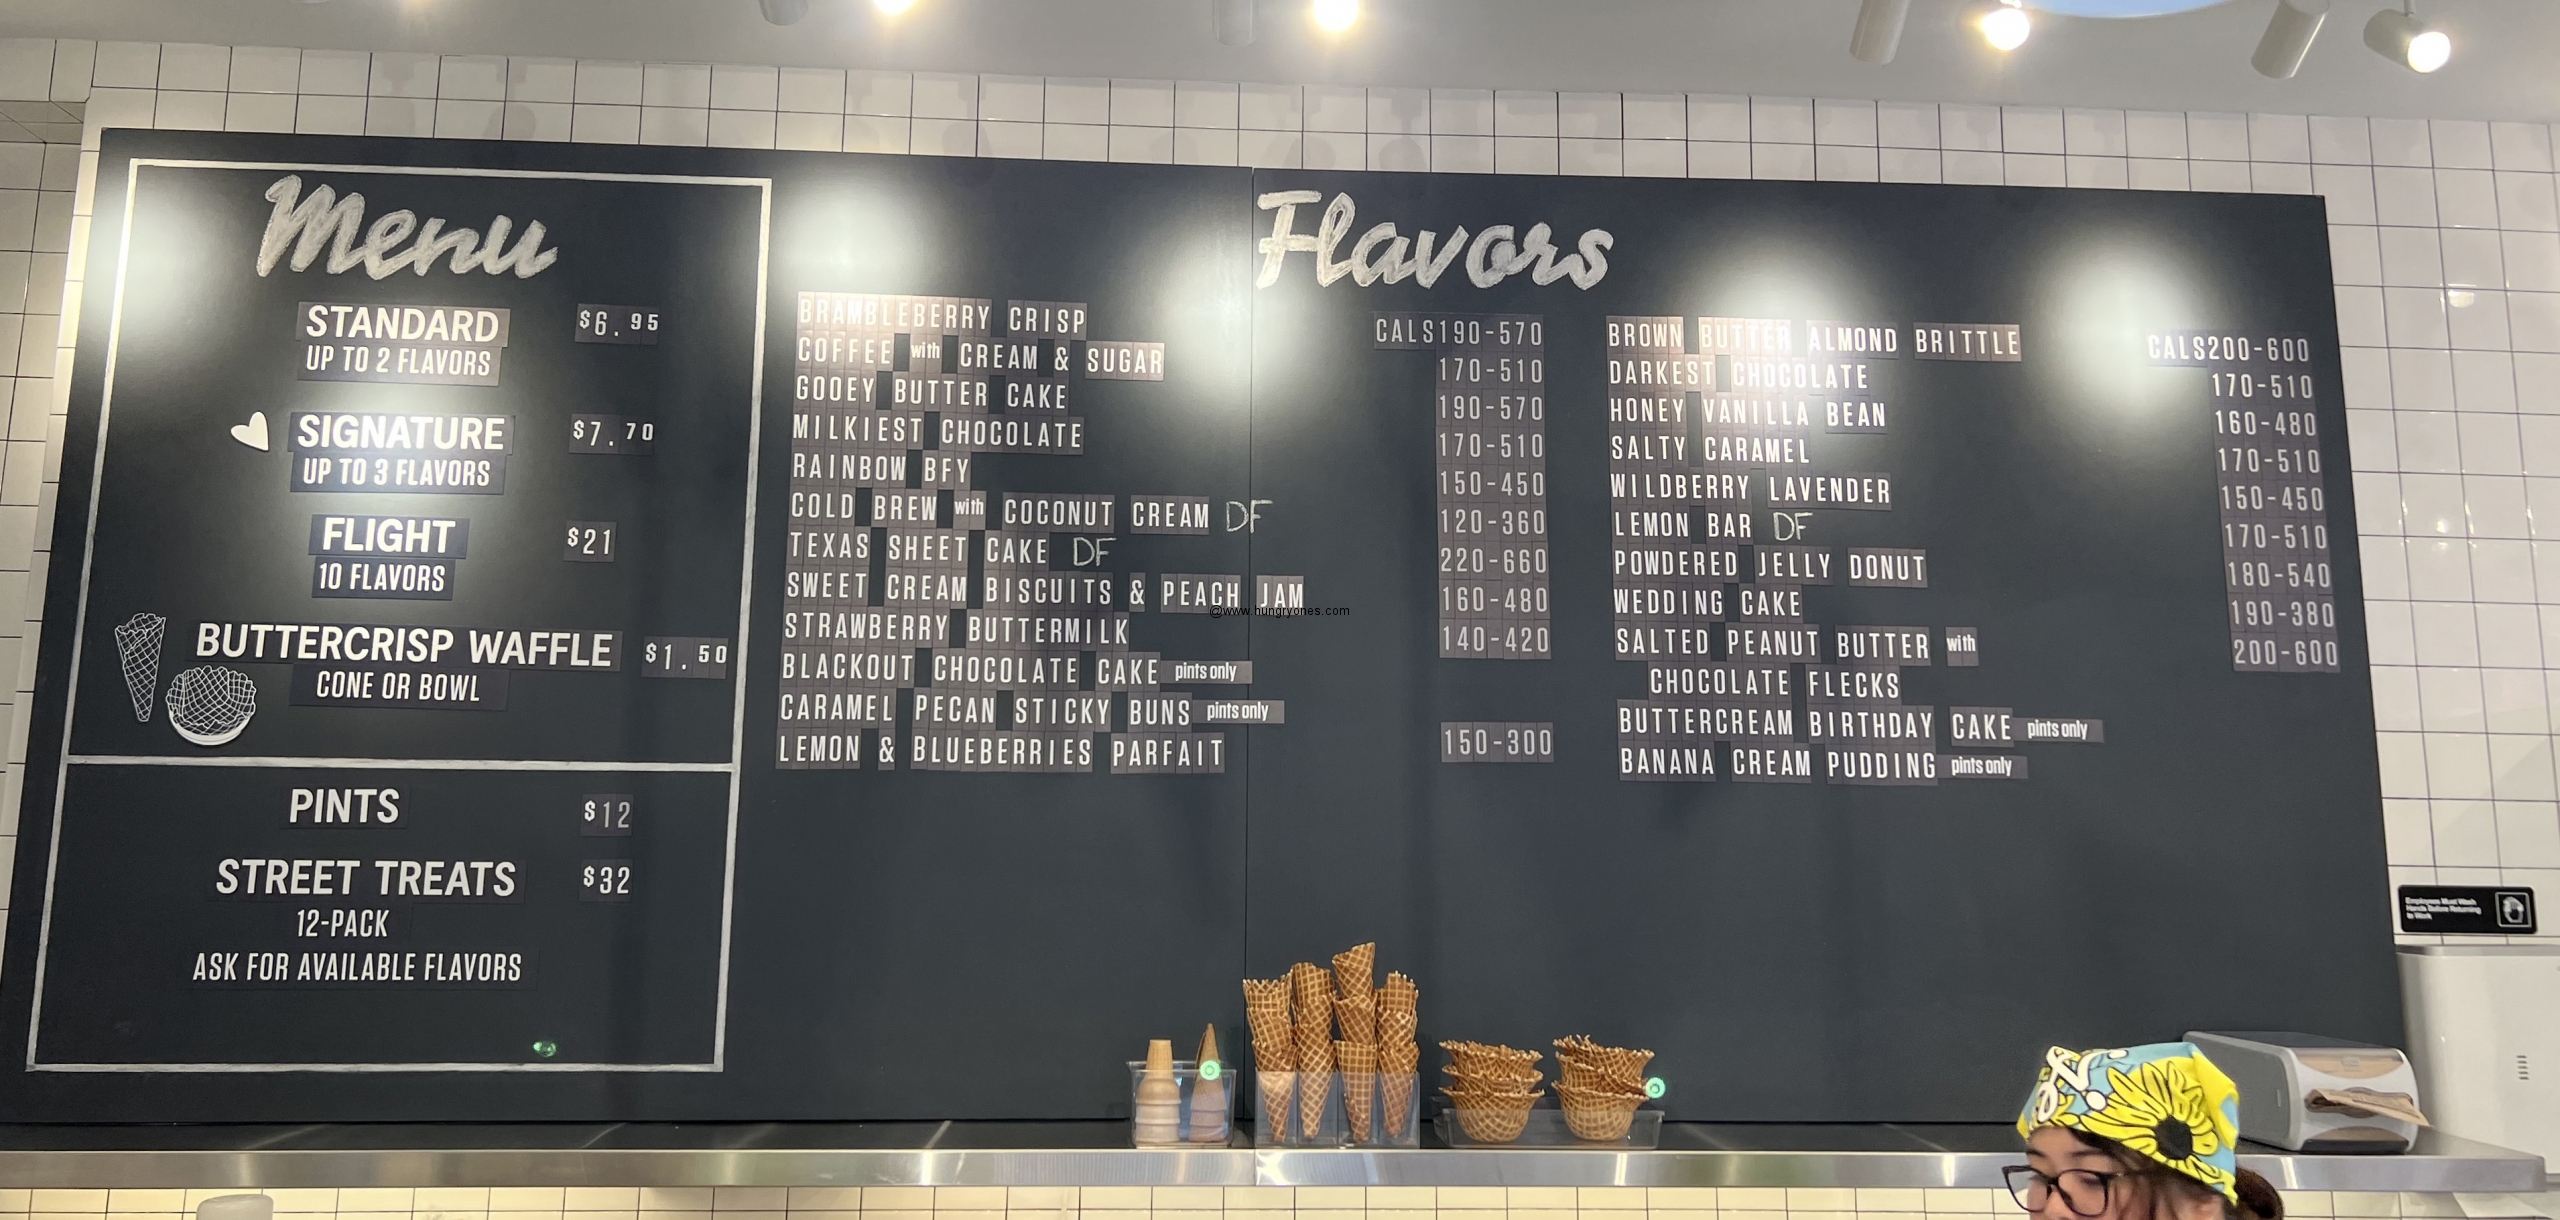 Menu
STANDARD $6.95
UP TO 2 FLAVORS
SIGNATURE $7.70
UP TO 3 FLAVORS
FLIGHT $21
10 FLAVORS
BUTTERCRISP WAFFLE $1.50
CONE OR BOWL
PINTS $12
STREET TREATS $32
12-PACK
ASK FOR AVAILABLE FLAVORS
Flavors
BRAMBLEBERRY CRISP CALS190-570
COFFEE with CREAM & SUGAR 170-510
GOOEY BUTTER CAKE 190-570
MILKIEST CHOCOLATE 170-510
RAINBOW BFY 150-450
COLD BREW with COCONUT CREAM DF 120-360
TEXAS SHEET CAKE DF 220-660
SWEET CREAM BISCUITS & PEACH JAM 160-480
STRAWBERRY BUTTERMILK 140-420
BLACKOUT CHOCOLATE CAKE pints only
CARAMEL PECAN STICKY BUNS pints only
LEMON & BLUEBERRIES PARFAIT 150-300
BROWN BUTTER ALMOND BRITTLE CALS200-600
DARKEST CHOCOLATE 170-510
HONEY VANILLA BEAN 160-480
SALTY CARAMEL 170-510
WILDBERRY LAVENDER 150-450
LEMON BAR DF 170-510
POWDERED JELLY DONUT 180-540
WEDDING CAKE 190-380
SALTED PEANUT BUTTER with 200-600
CHOCOLATE FLECKS
BUTTERCREAM BIRTHDAY CAKE pints only
BANANA CREAM PUDDING pints only
@www.hungryones.com
Employees Must Wash
Hands Before Returning
to Work